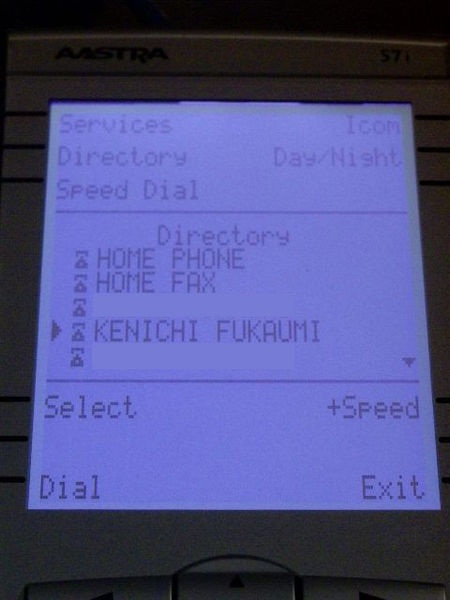 AASTRA 57i
Services Icom
Directory Day/Night
Speed Dial
Directory
HOME PHONE
HOME FAX
KENICHI FUKAUMI
Select +Speed
Dial Exit